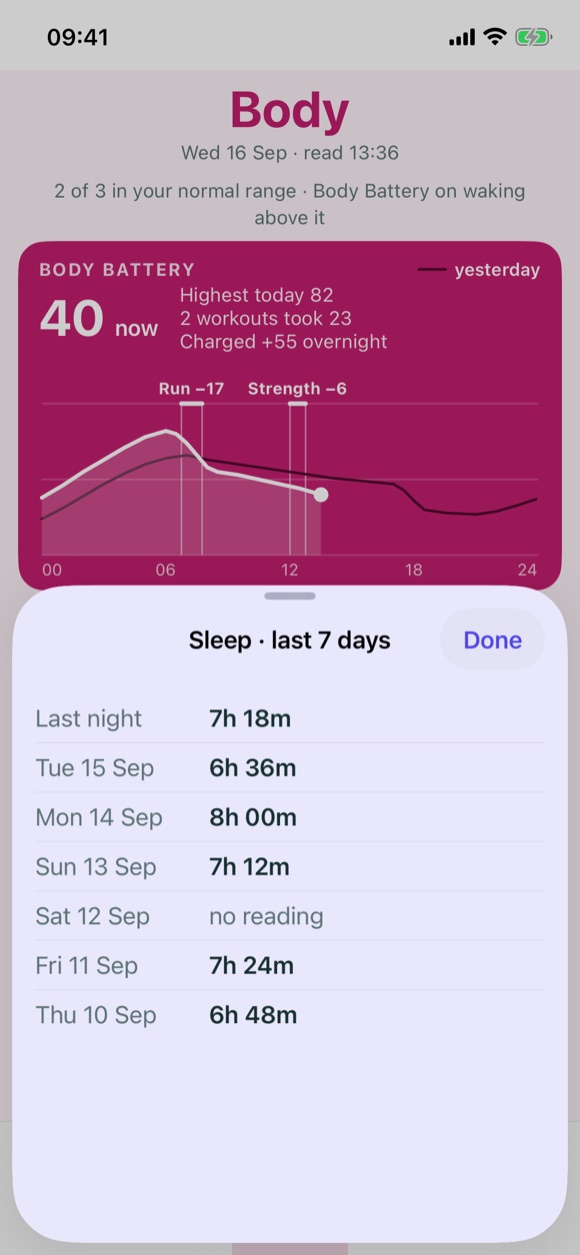 09:41
Body
Wed 16 Sep · read 13:36
2 of 3 in your normal range · Body Battery on waking
above it
BODY BATTERY
yesterday
40 now
Highest today 82
2 workouts took 23
Charged +55 overnight
Run −17
Strength −6
00 06 12 18 24
Sleep · last 7 days
Done
Last night 7h 18m
Tue 15 Sep 6h 36m
Mon 14 Sep 8h 00m
Sun 13 Sep 7h 12m
Sat 12 Sep no reading
Fri 11 Sep 7h 24m
Thu 10 Sep 6h 48m